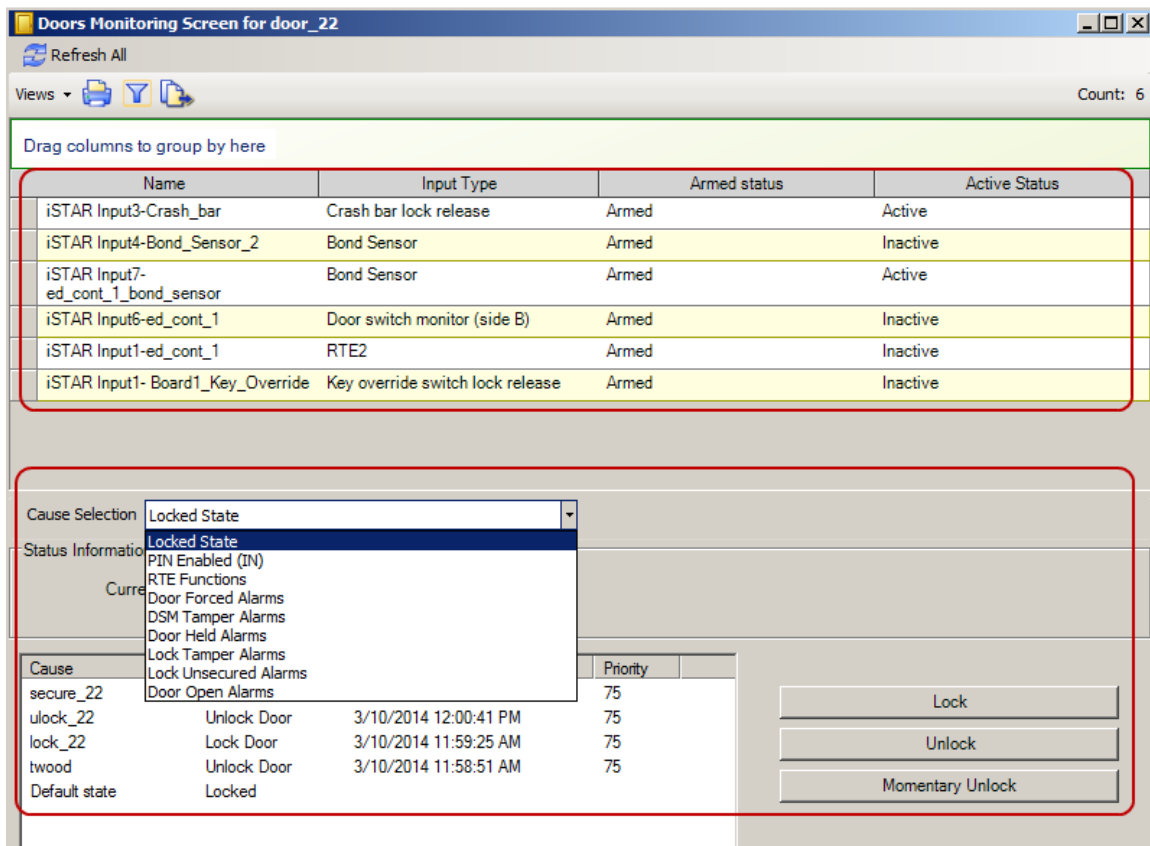 Doors Monitoring Screen for door_22
Refresh All
Views
Count: 6
Drag columns to group by here
Name Input Type Armed status Active Status
iSTAR Input3-Crash_bar Crash bar lock release Armed Active
iSTAR Input4-Bond_Sensor_2 Bond Sensor Armed Inactive
iSTAR Input7- Bond Sensor Armed Active
ed_cont_1_bond_sensor
iSTAR Input6-ed_cont_1 Door switch monitor (side B) Armed Inactive
iSTAR Input1-ed_cont_1 RTE2 Armed Inactive
iSTAR Input1- Board1_Key_Override Key override switch lock release Armed Inactive
Cause Selection Locked State
Locked State
Status Informatio
PIN Enabled (IN)
RTE Functions
Curre
Door Forced Alarms
DSM Tamper Alarms
Door Held Alarms
Lock Tamper Alarms
Lock Unsecured Alarms
Door Open Alarms
Cause Priority
secure_22 75
ulock_22 Unlock Door 3/10/2014 12:00:41 PM 75
lock_22 Lock Door 3/10/2014 11:59:25 AM 75
twood Unlock Door 3/10/2014 11:58:51 AM 75
Default state Locked
Lock
Unlock
Momentary Unlock